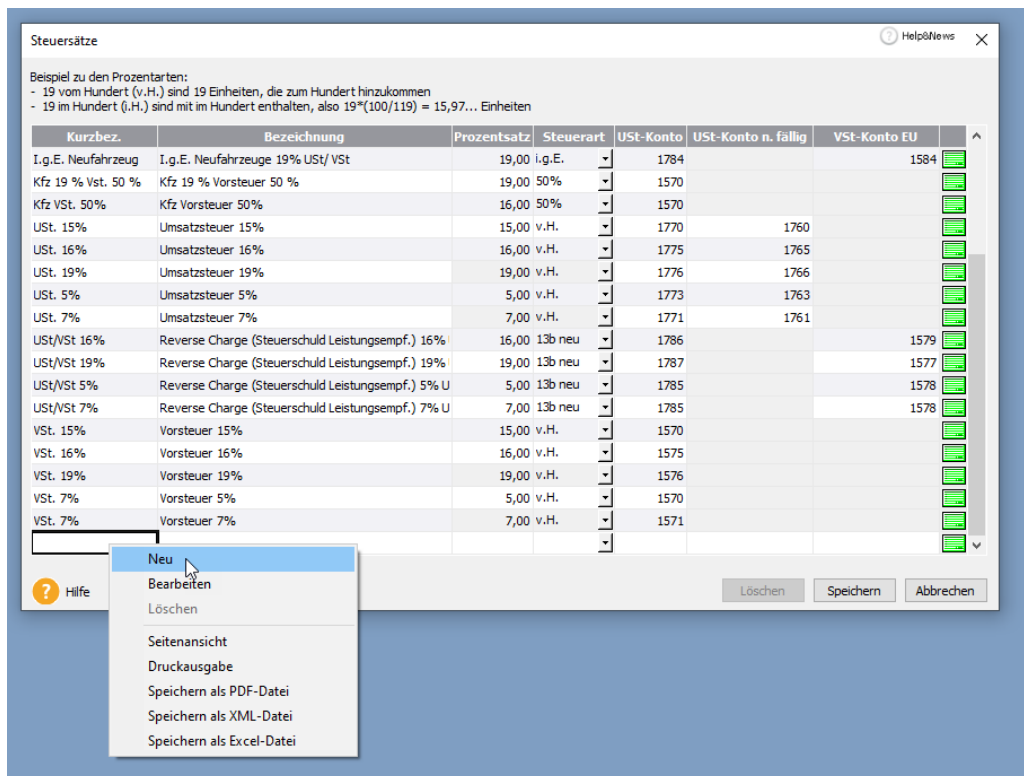 Steuersätze
? Help&News
Beispiel zu den Prozentarten:
- 19 vom Hundert (v.H.) sind 19 Einheiten, die zum Hundert hinzukommen
- 19 im Hundert (i.H.) sind mit im Hundert enthalten, also 19*(100/119) = 15,97... Einheiten
Kurzbez. Bezeichnung Prozentsatz Steuerart USt-Konto USt-Konto n. fällig VSt-Konto EU
I.g.E. Neufahrzeug I.g.E. Neufahrzeuge 19% USt/ VSt 19,00 i.g.E. 1784 1584
Kfz 19 % Vst. 50 % Kfz 19 % Vorsteuer 50 % 19,00 50% 1570
Kfz VSt. 50% Kfz Vorsteuer 50% 16,00 50% 1570
USt. 15% Umsatzsteuer 15% 15,00 v.H. 1770 1760
USt. 16% Umsatzsteuer 16% 16,00 v.H. 1775 1765
USt. 19% Umsatzsteuer 19% 19,00 v.H. 1776 1766
USt. 5% Umsatzsteuer 5% 5,00 v.H. 1773 1763
USt. 7% Umsatzsteuer 7% 7,00 v.H. 1771 1761
USt/VSt 16% Reverse Charge (Steuerschuld Leistungsempf.) 16% 16,00 13b neu 1786 1579
USt/VSt 19% Reverse Charge (Steuerschuld Leistungsempf.) 19% 19,00 13b neu 1787 1577
USt/VSt 5% Reverse Charge (Steuerschuld Leistungsempf.) 5% U 5,00 13b neu 1785 1578
USt/VSt 7% Reverse Charge (Steuerschuld Leistungsempf.) 7% U 7,00 13b neu 1785 1578
VSt. 15% Vorsteuer 15% 15,00 v.H. 1570
VSt. 16% Vorsteuer 16% 16,00 v.H. 1575
VSt. 19% Vorsteuer 19% 19,00 v.H. 1576
VSt. 7% Vorsteuer 5% 5,00 v.H. 1570
VSt. 7% Vorsteuer 7% 7,00 v.H. 1571
? Hilfe
Löschen Speichern Abbrechen
Neu
Bearbeiten
Löschen
Seitenansicht
Druckausgabe
Speichern als PDF-Datei
Speichern als XML-Datei
Speichern als Excel-Datei